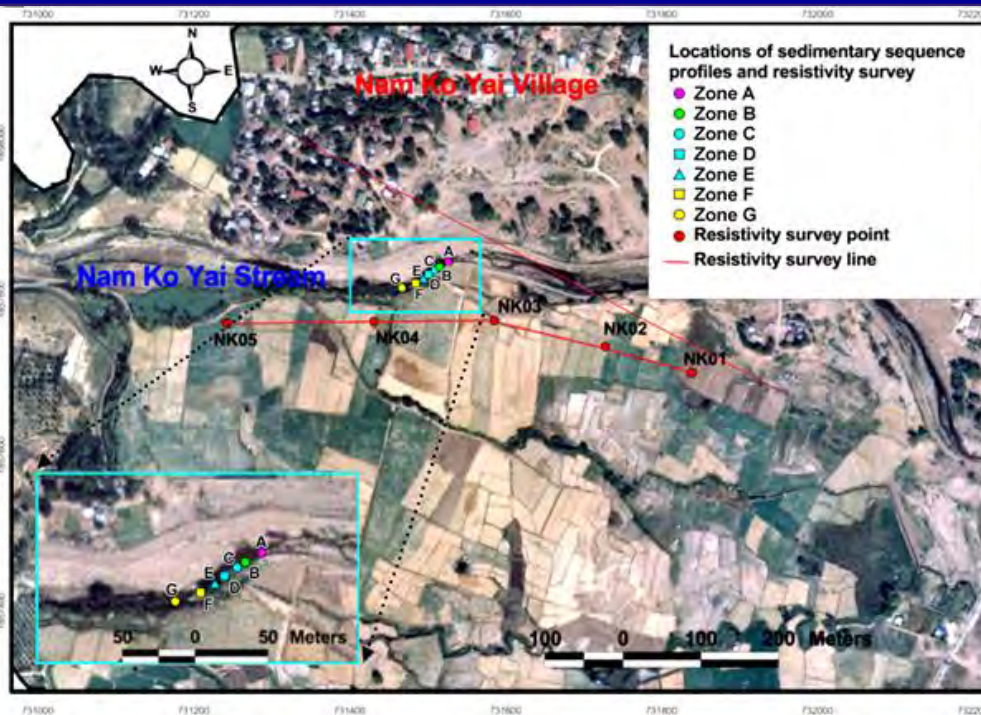 731000 731200 731400 731600 731800 732000
N
W E
S
Nam Ko Yai Village
Locations of sedimentary sequence
profiles and resistivity survey
Zone A
Zone B
Zone C
Zone D
Zone E
Zone F
Zone G
Resistivity survey point
Resistivity survey line
Nam Ko Yai Stream
A
C
B
E
D
G
F
NK03
NK05
NK04
NK02
NK01
A
C
B
E
D
G
F
50 0 50 Meters
100 0 100 200 Meters
731000 731200 731400 731600 731800 732000